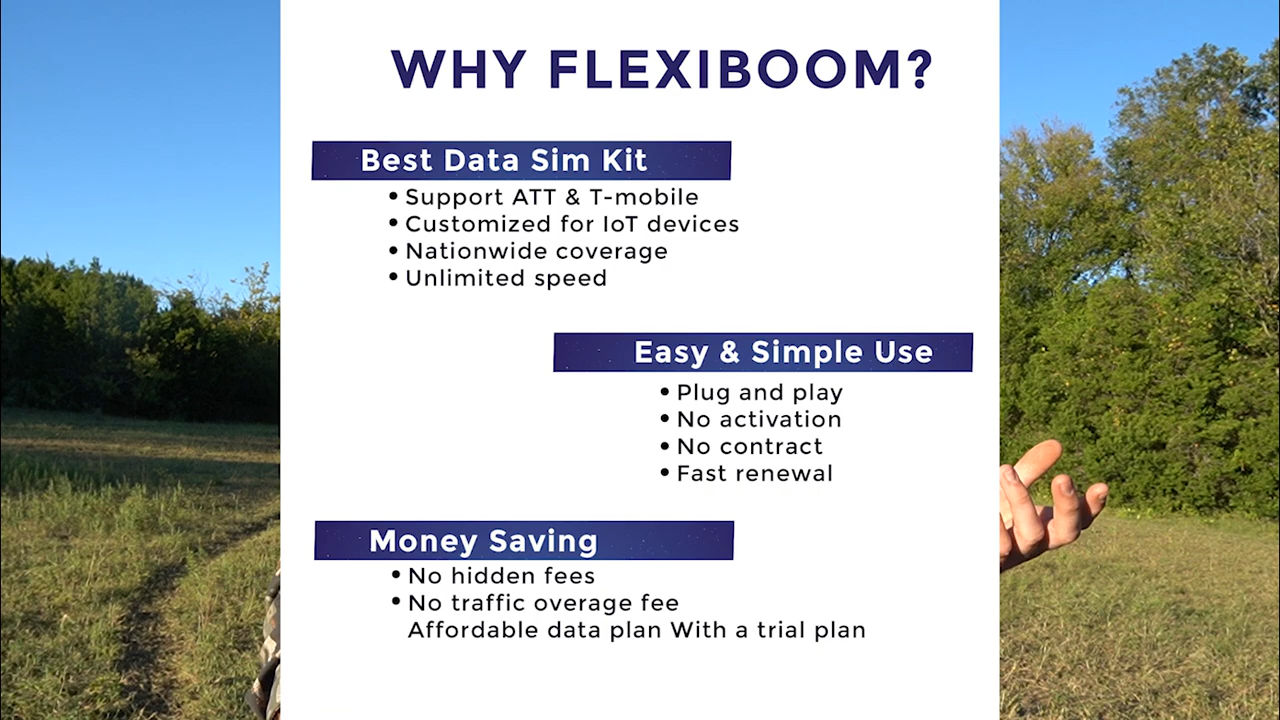 WHY FLEXIBOOM?
Best Data Sim Kit
• Support ATT & T-mobile
• Customized for IoT devices
• Nationwide coverage
• Unlimited speed
Easy & Simple Use
• Plug and play
• No activation
• No contract
• Fast renewal
Money Saving
• No hidden fees
• No traffic overage fee
Affordable data plan With a trial plan